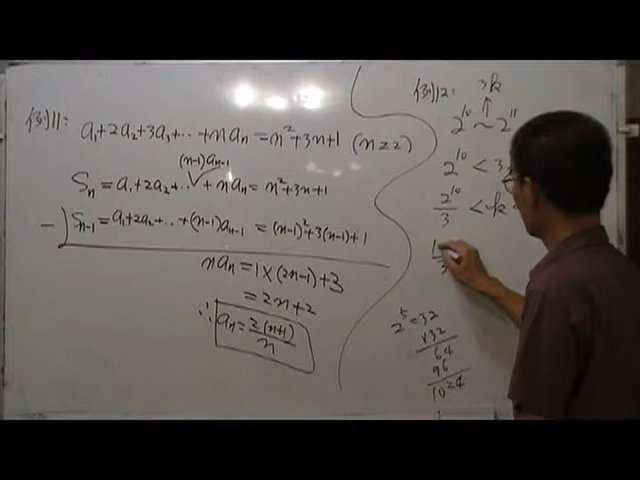 例11: a₁+2a₂+3a₃+…+naₙ=n²+3n+1 (n≥2)
(n-1)aₙ₋₁
Sₙ=a₁+2a₂+…+naₙ=n²+3n+1
-) Sₙ₋₁=a₁+2a₂+…+(n-1)aₙ₋₁=(n-1)²+3(n-1)+1
naₙ=1×(2n-1)+3
=2n+2
∴ aₙ=2(n+1)/n
例12: 3k
↑
2¹⁰~2¹¹
2¹⁰<3
2¹⁰/3<k
2⁵=32
×32
64
96
1024